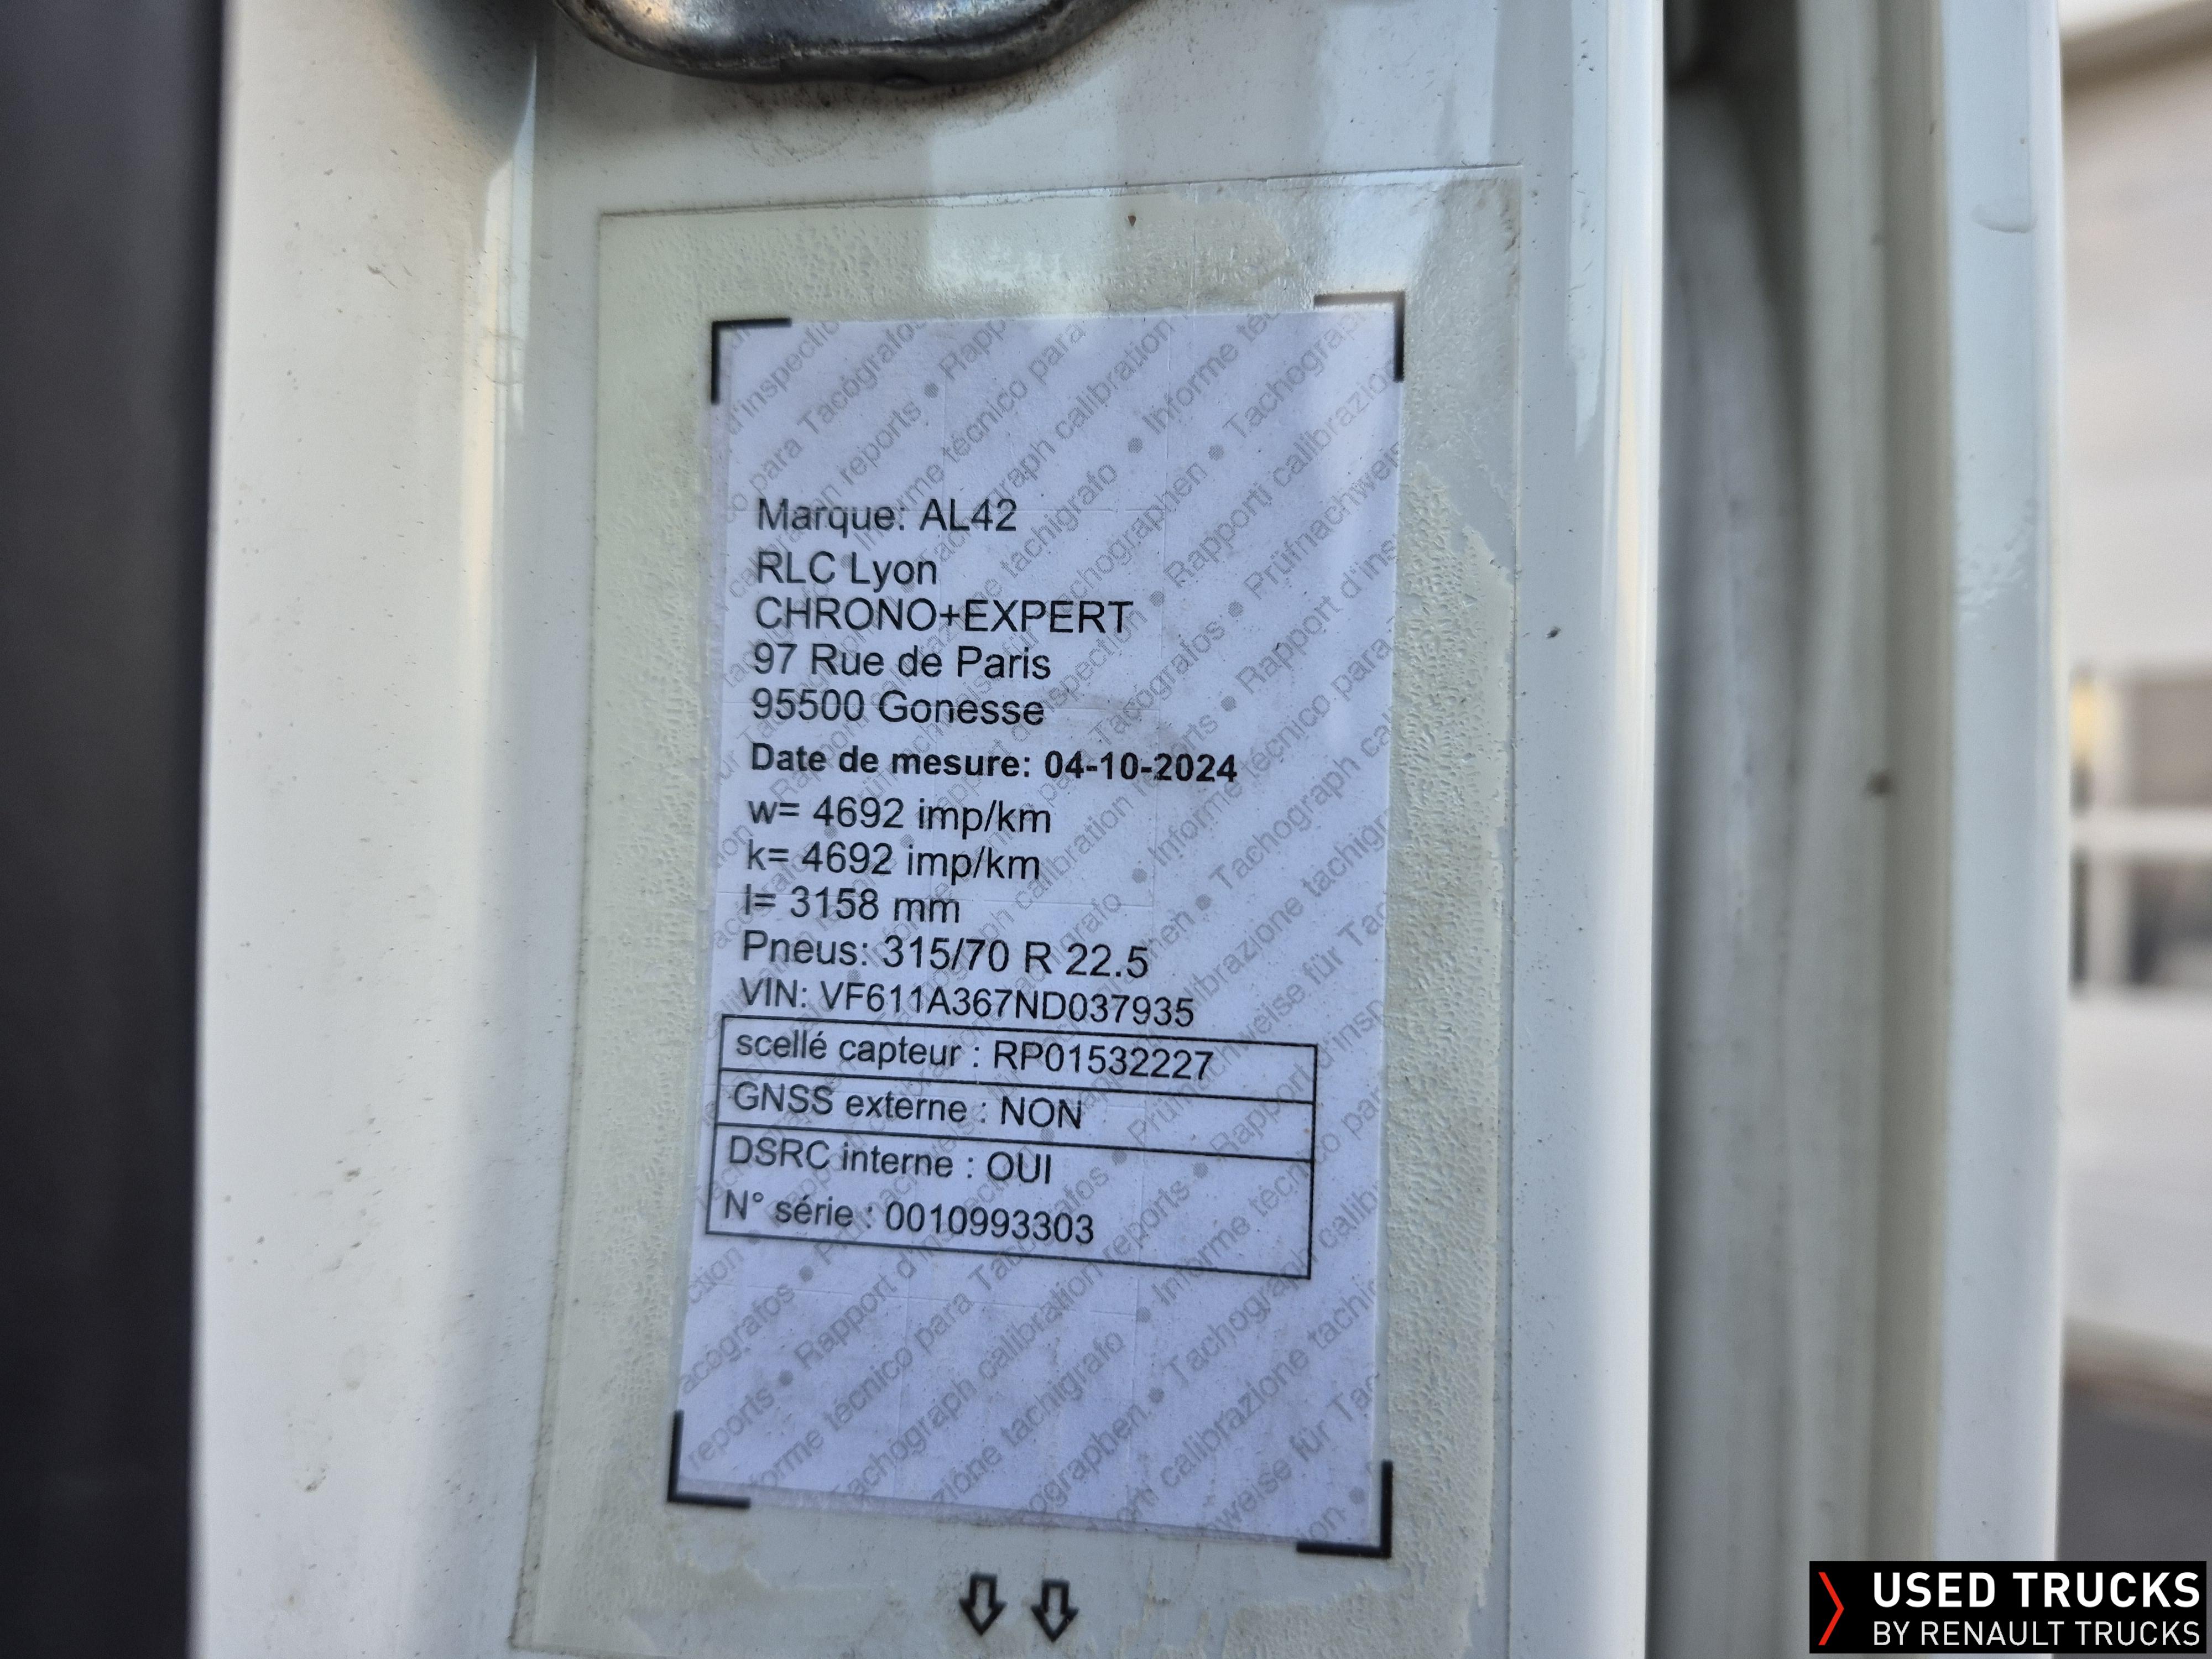 Marque: AL42
RLC Lyon
CHRONO+EXPERT
97 Rue de Paris
95500 Gonesse
Date de mesure: 04-10-2024
w= 4692 imp/km
k= 4692 imp/km
l= 3158 mm
Pneus: 315/70 R 22.5
VIN: VF611A367ND037935
scellé capteur : RP01532227
GNSS externe : NON
DSRC interne : OUI
N° série : 0010993303
USED TRUCKS
BY RENAULT TRUCKS